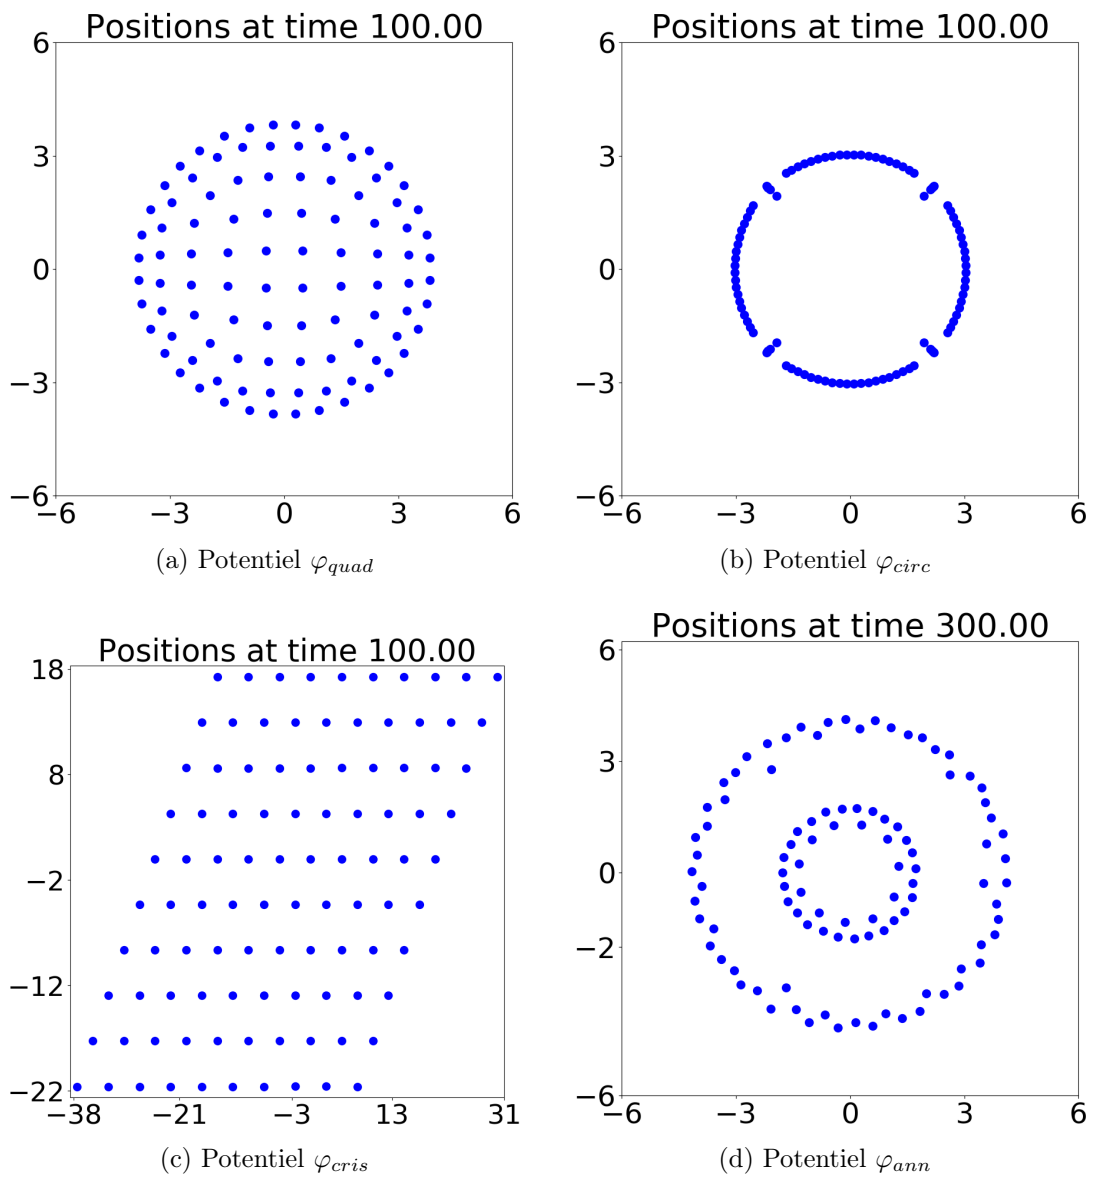 Positions at time 100.00
6
3
0
−3
−6
−6 −3 0 3 6
(a) Potentiel φquad
Positions at time 100.00
6
3
0
−3
−6
−6 −3 0 3 6
(b) Potentiel φcirc
Positions at time 100.00
18
8
−2
−12
−22
−38 −21 −3 13 31
(c) Potentiel φcris
Positions at time 300.00
6
3
0
−2
−6
−6 −3 0 3 6
(d) Potentiel φann